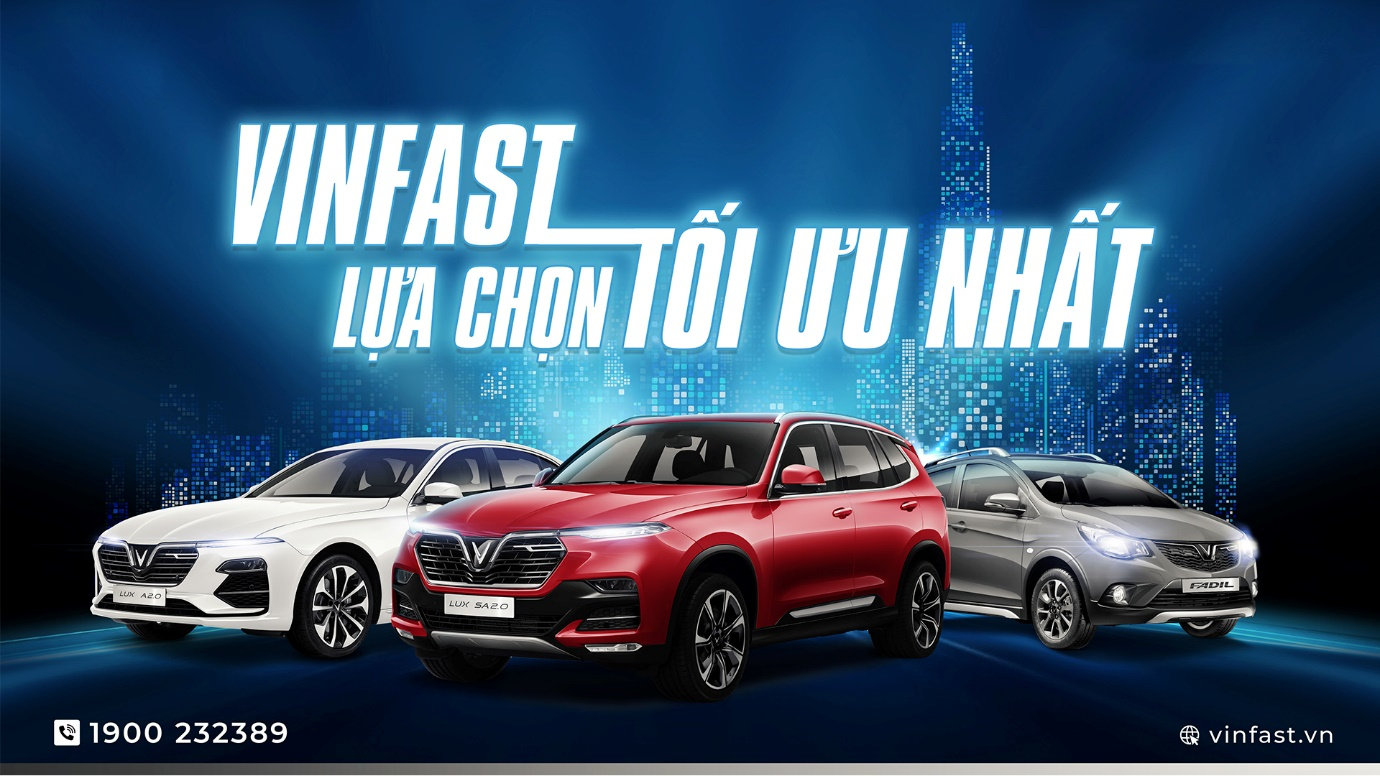 VINFAST
LỰA CHỌN TỐI ƯU NHẤT
LUX A2.0
LUX SA2.0
FADIL
1900 232389
vinfast.vn